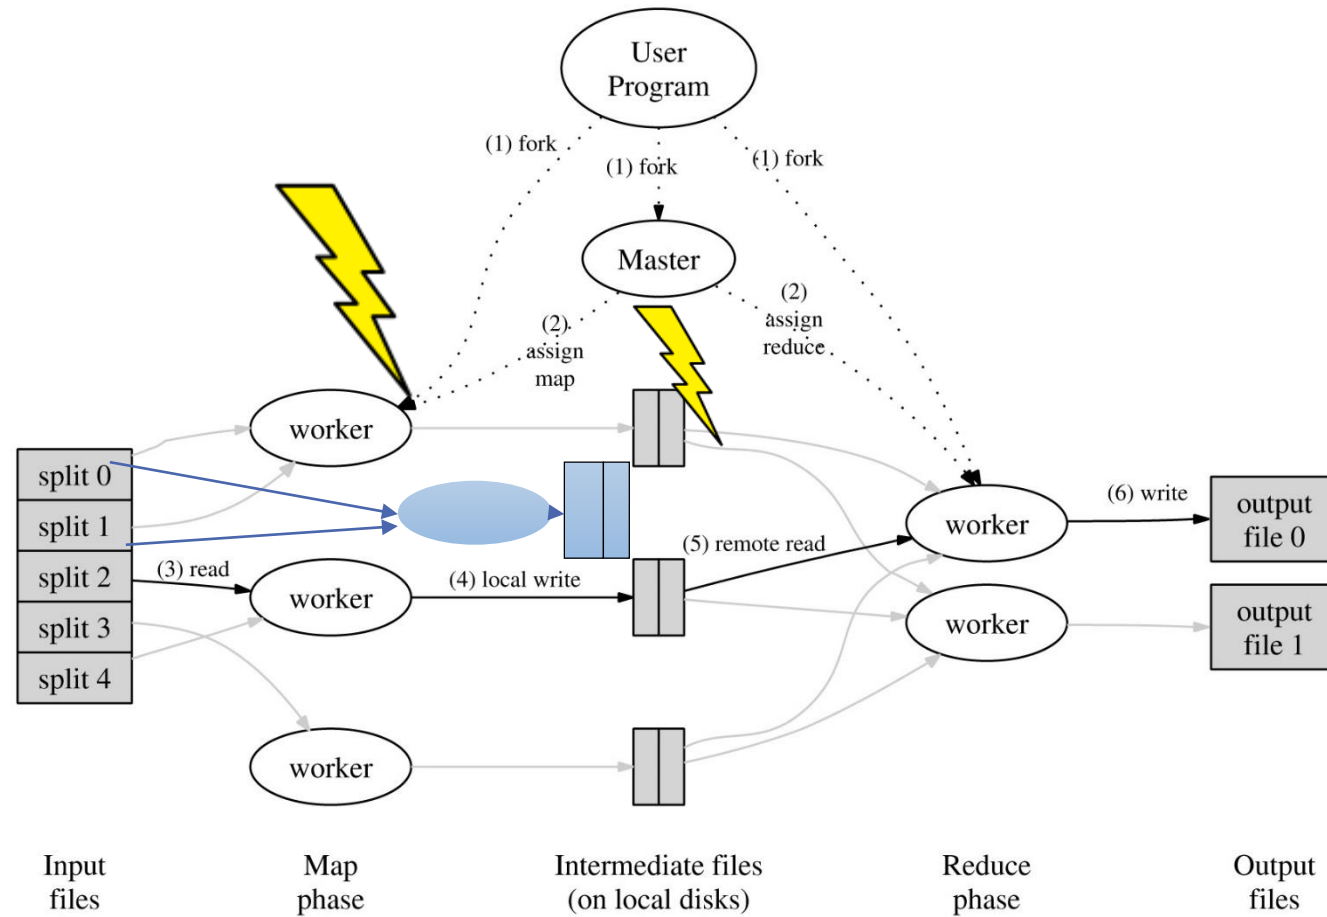 User
Program
(1) fork
(1) fork
(1) fork
Master
(2)
assign
map
(2)
assign
reduce
worker
split 0
split 1
split 2
split 3
split 4
(3) read
worker
(4) local write
(5) remote read
worker
(6) write
output
file 0
worker
output
file 1
worker
Input
files
Map
phase
Intermediate files
(on local disks)
Reduce
phase
Output
files